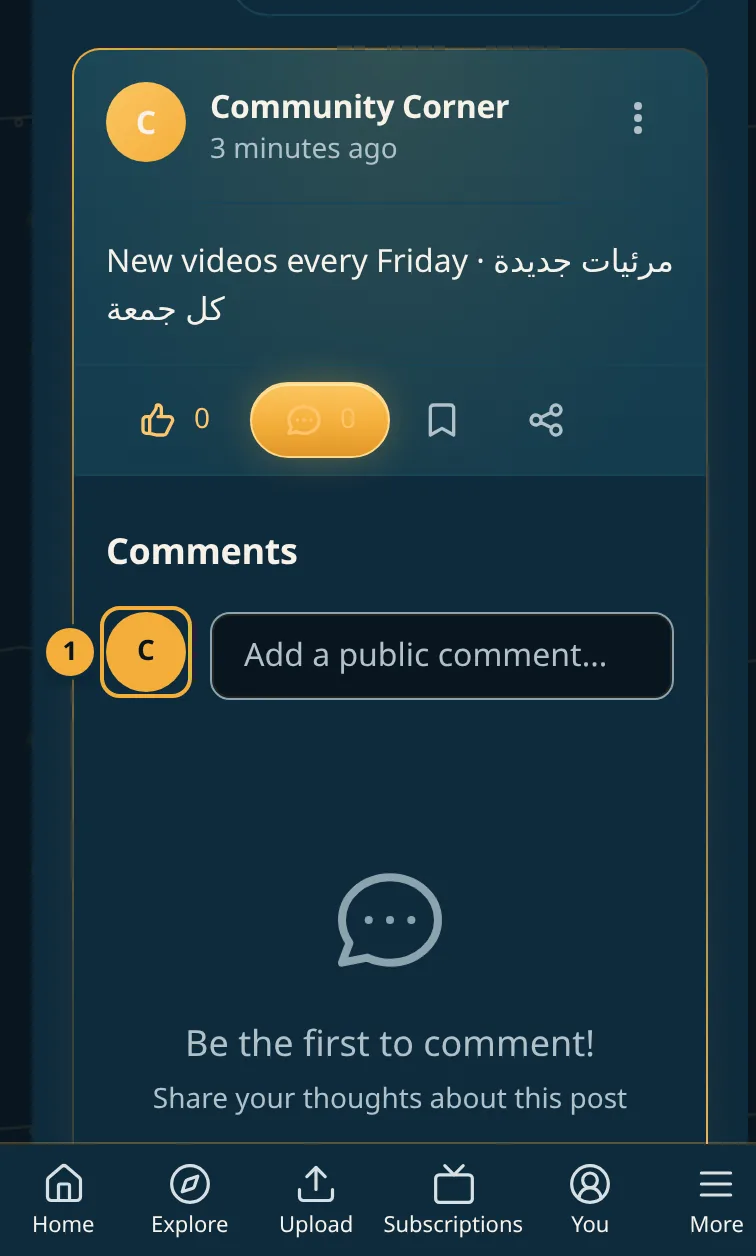 C
Community Corner
3 minutes ago
New videos every Friday · مرئيات جديدة
كل جمعة
0
0
Comments
1
C
Add a public comment...
Be the first to comment!
Share your thoughts about this post
Home
Explore
Upload
Subscriptions
You
More